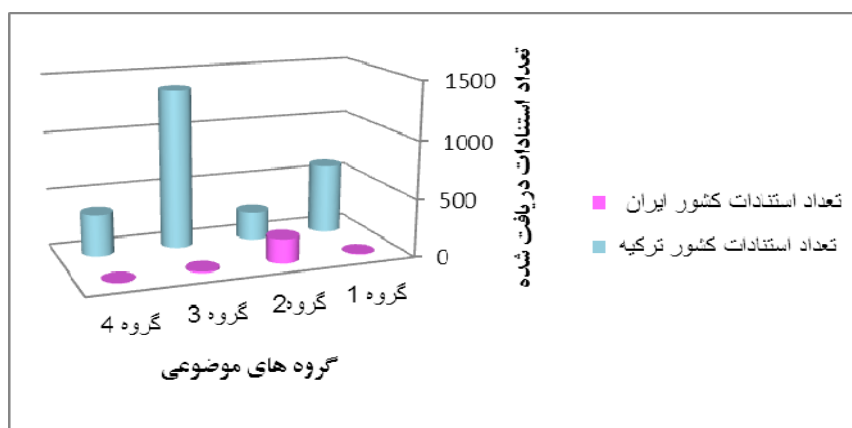 تعداد استنادات دریافت شده
1500
1000
500
0
گروه 1
گروه2
گروه 3
گروه 4
گروه های موضوعی
تعداد استنادات کشور ایران
تعداد استنادات کشور ترکیه